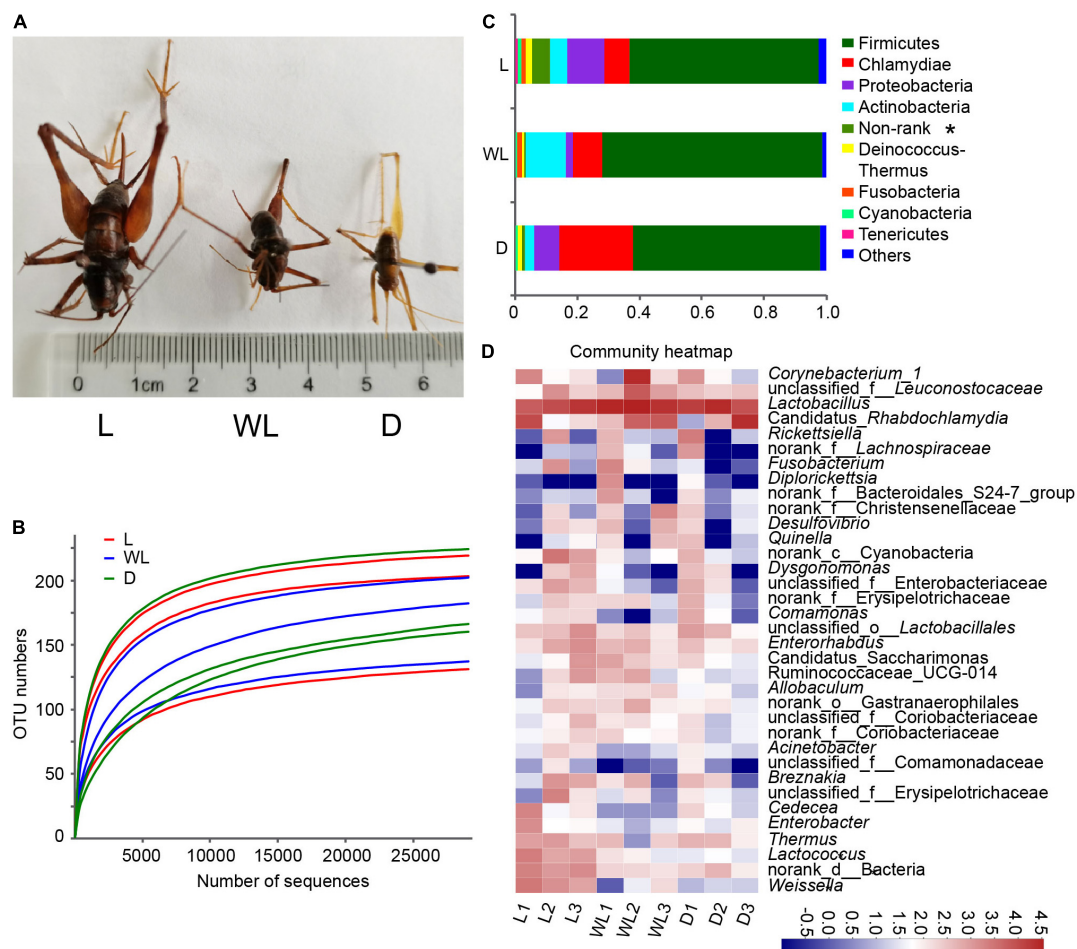 A
0 1cm 2 3 4 5 6
L WL D
B
L
WL
D
OTU numbers
200
150
100
50
0
5000 10000 15000 20000 25000
Number of sequences
C
L
WL
D
0 0.2 0.4 0.6 0.8 1.0
Firmicutes
Chlamydiae
Proteobacteria
Actinobacteria
Non-rank *
Deinococcus-
Thermus
Fusobacteria
Cyanobacteria
Tenericutes
Others
D
Community heatmap
Corynebacterium_1
unclassified_f__Leuconostocaceae
Lactobacillus
Candidatus_Rhabdochlamydia
Rickettsiella
norank_f__Lachnospiraceae
Fusobacterium
Diplorickettsia
norank_f__Bacteroidales_S24-7_group
norank_f__Christensenellaceae
Desulfovibrio
Quinella
norank_c__Cyanobacteria
Dysgonomonas
unclassified_f__Enterobacteriaceae
norank_f__Erysipelotrichaceae
Comamonas
unclassified_o__Lactobacillales
Enterorhabdus
Candidatus_Saccharimonas
Ruminococcaceae_UCG-014
Allobaculum
norank_o__Gastranaerophilales
unclassified_f__Coriobacteriaceae
norank_f__Coriobacteriaceae
Acinetobacter
unclassified_f__Comamonadaceae
Breznakia
unclassified_f__Erysipelotrichaceae
Cedecea
Enterobacter
Thermus
Lactococcus
norank_d__Bacteria
Weissella
L1 L2 L3 WL1 WL2 WL3 D1 D2 D3
-0.5 0.0 0.5 1.0 1.5 2.0 2.5 3.0 3.5 4.0 4.5